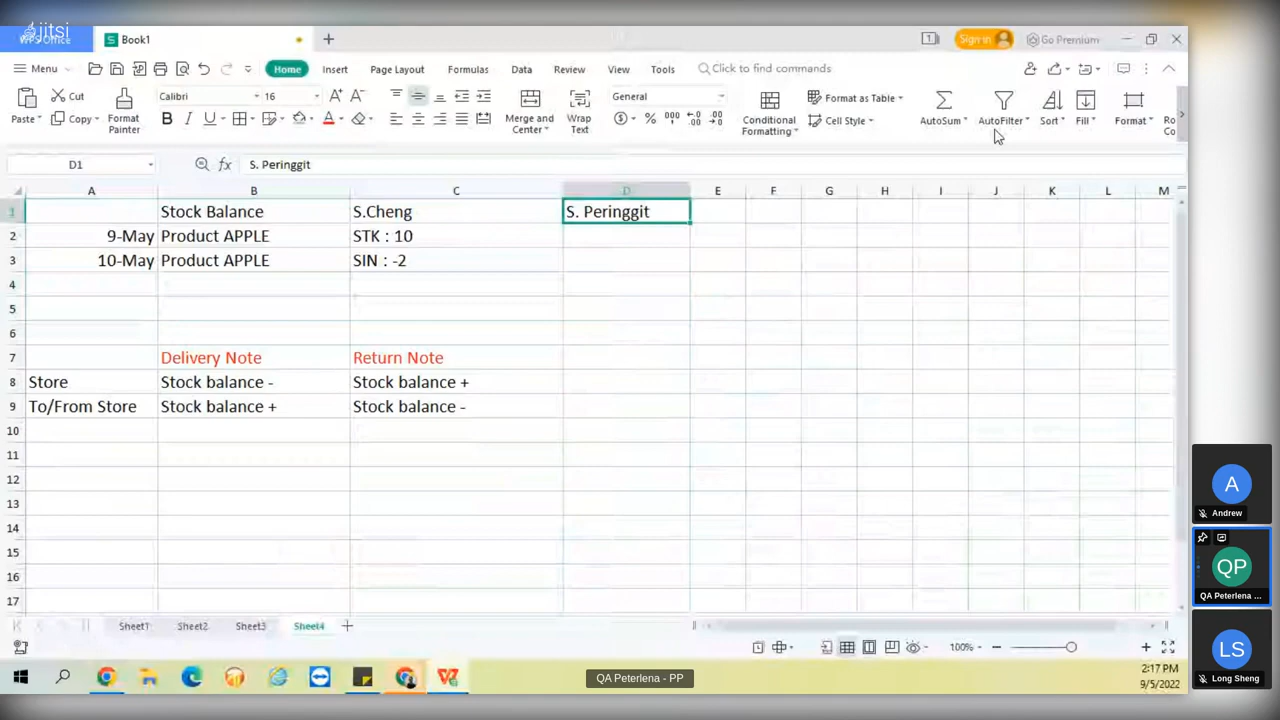 jitsi
WPS Office
Book1
Sign in
Go Premium
Menu
Home
Insert
Page Layout
Formulas
Data
Review
View
Tools
Click to find commands
Paste
Cut
Copy
Format Painter
Calibri
16
Merge and Center
Wrap Text
General
Conditional Formatting
Format as Table
Cell Style
AutoSum
AutoFilter
Sort
Fill
Format
D1
S. Peringgit
A B C D E F G H I J K L M
1 Stock Balance S.Cheng S. Peringgit
2 9-May Product APPLE STK : 10
3 10-May Product APPLE SIN : -2
4
5
6
7 Delivery Note Return Note
8 Store Stock balance - Stock balance +
9 To/From Store Stock balance + Stock balance -
10
11
12
13
14
15
16
17
Sheet1 Sheet2 Sheet3 Sheet4
100%
2:17 PM
9/5/2022
QA Peterlena - PP
A
Andrew
QP
QA Peterlena ...
LS
Long Sheng